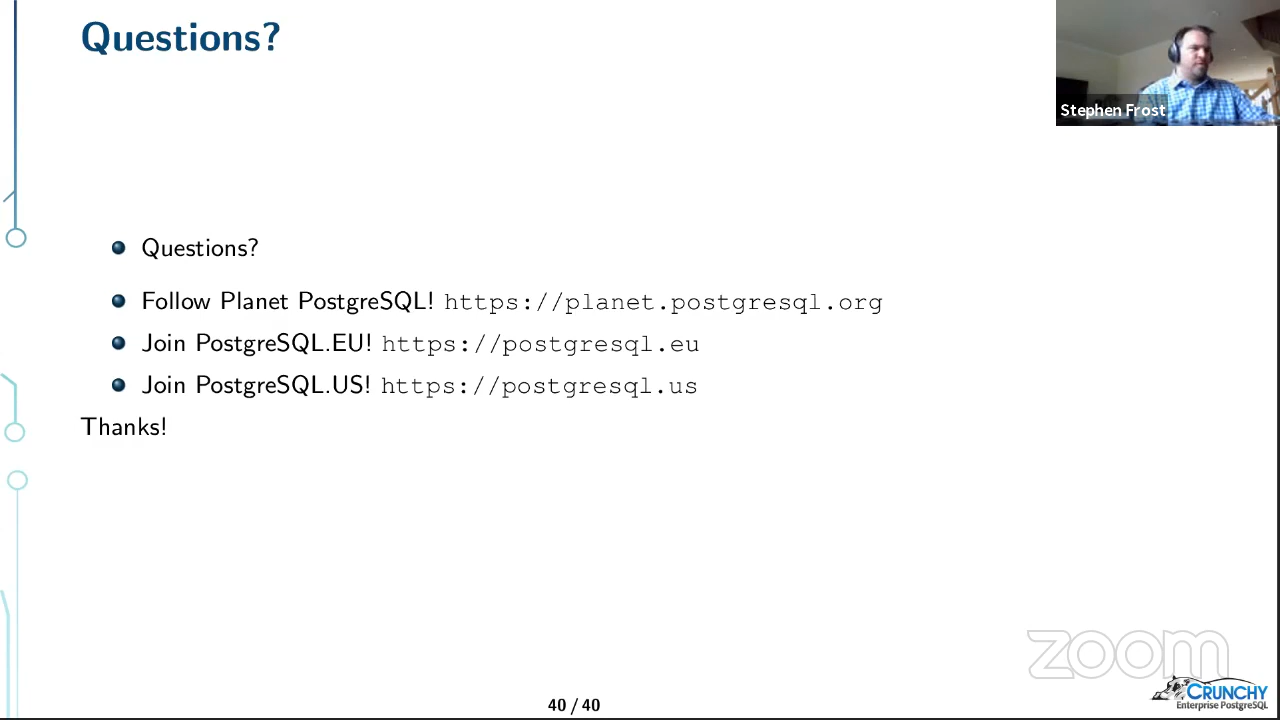 Questions?
Stephen Frost
Questions?
Follow Planet PostgreSQL! https://planet.postgresql.org
Join PostgreSQL.EU! https://postgresql.eu
Join PostgreSQL.US! https://postgresql.us
Thanks!
zoom
CRUNCHY
Enterprise PostgreSQL
40 / 40